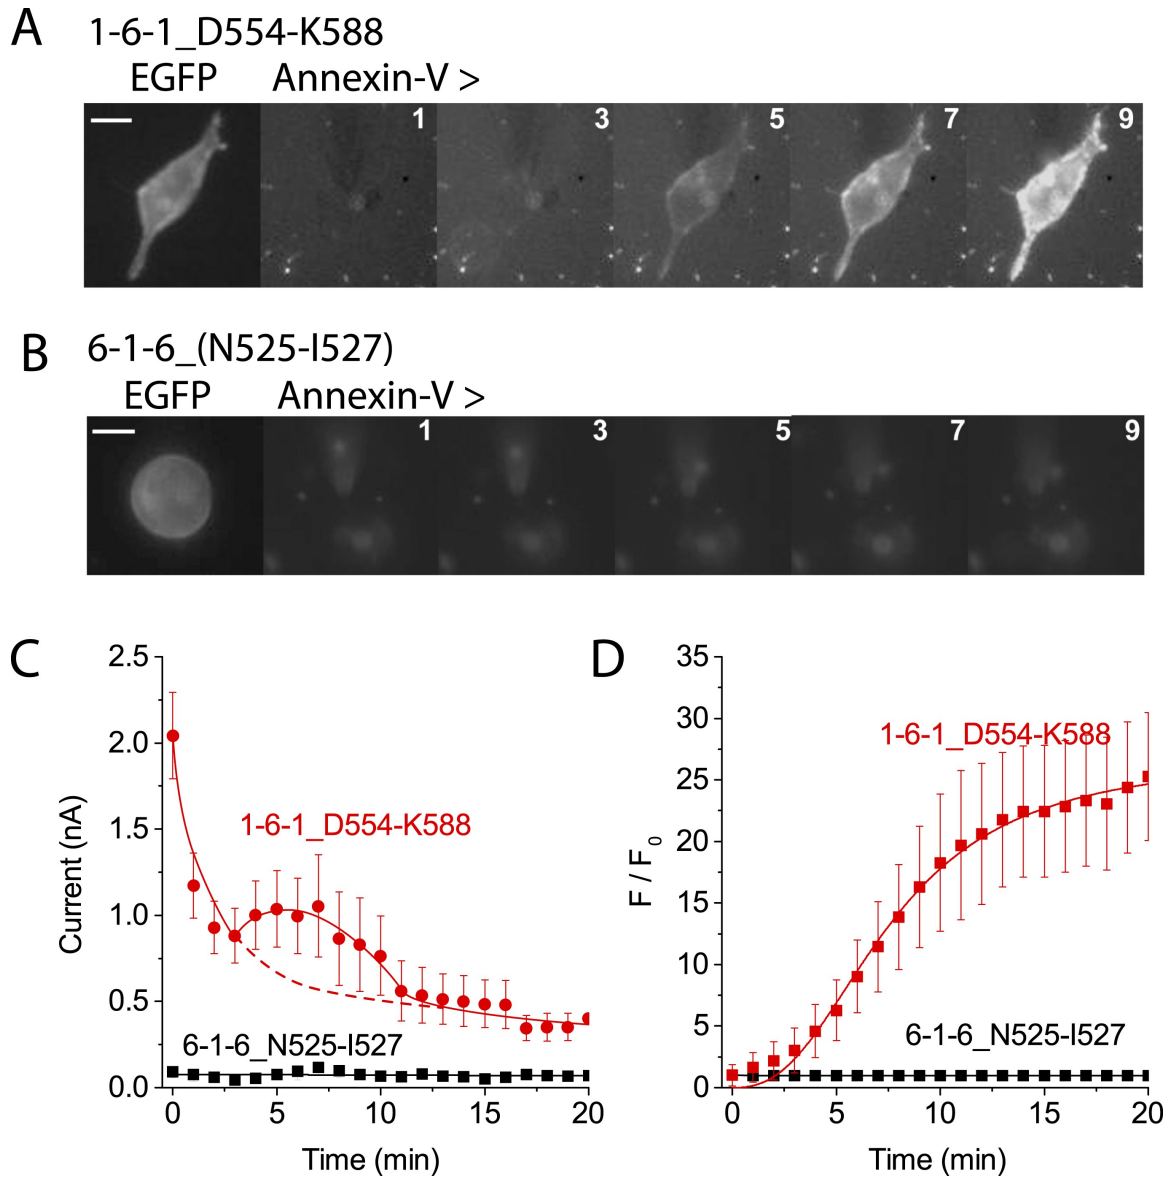 A
1-6-1_D554-K588
EGFP Annexin-V >
1 3 5 7 9
B
6-1-6_(N525-I527)
EGFP Annexin-V >
1 3 5 7 9
C
2.5
2.0
1.5
1.0
0.5
0.0
Current (nA)
1-6-1_D554-K588
6-1-6_N525-I527
0 5 10 15 20
Time (min)
D
35
30
25
20
15
10
5
0
F / F0
1-6-1_D554-K588
6-1-6_N525-I527
0 5 10 15 20
Time (min)